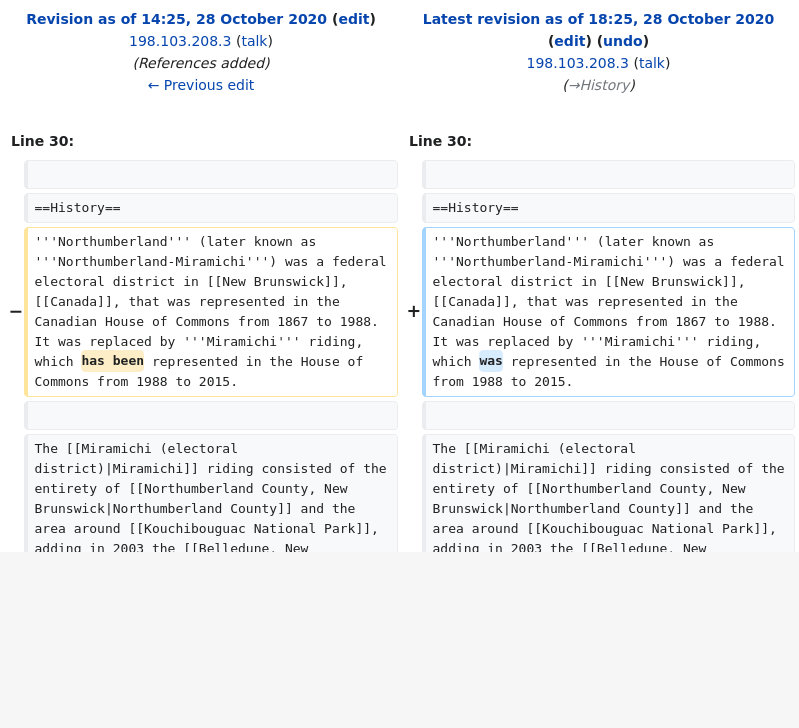 Revision as of 14:25, 28 October 2020 (edit)
198.103.208.3 (talk)
(References added)
← Previous edit
Latest revision as of 18:25, 28 October 2020
(edit) (undo)
198.103.208.3 (talk)
(→History)
Line 30:
Line 30:
==History==
==History==
−
'''Northumberland''' (later known as
'''Northumberland-Miramichi''') was a federal
electoral district in [[New Brunswick]],
[[Canada]], that was represented in the
Canadian House of Commons from 1867 to 1988.
It was replaced by '''Miramichi''' riding,
which has been represented in the House of
Commons from 1988 to 2015.
+
'''Northumberland''' (later known as
'''Northumberland-Miramichi''') was a federal
electoral district in [[New Brunswick]],
[[Canada]], that was represented in the
Canadian House of Commons from 1867 to 1988.
It was replaced by '''Miramichi''' riding,
which was represented in the House of Commons
from 1988 to 2015.
The [[Miramichi (electoral
district)|Miramichi]] riding consisted of the
entirety of [[Northumberland County, New
Brunswick|Northumberland County]] and the
area around [[Kouchibouguac National Park]],
adding in 2003 the [[Belledune, New
The [[Miramichi (electoral
district)|Miramichi]] riding consisted of the
entirety of [[Northumberland County, New
Brunswick|Northumberland County]] and the
area around [[Kouchibouguac National Park]],
adding in 2003 the [[Belledune, New